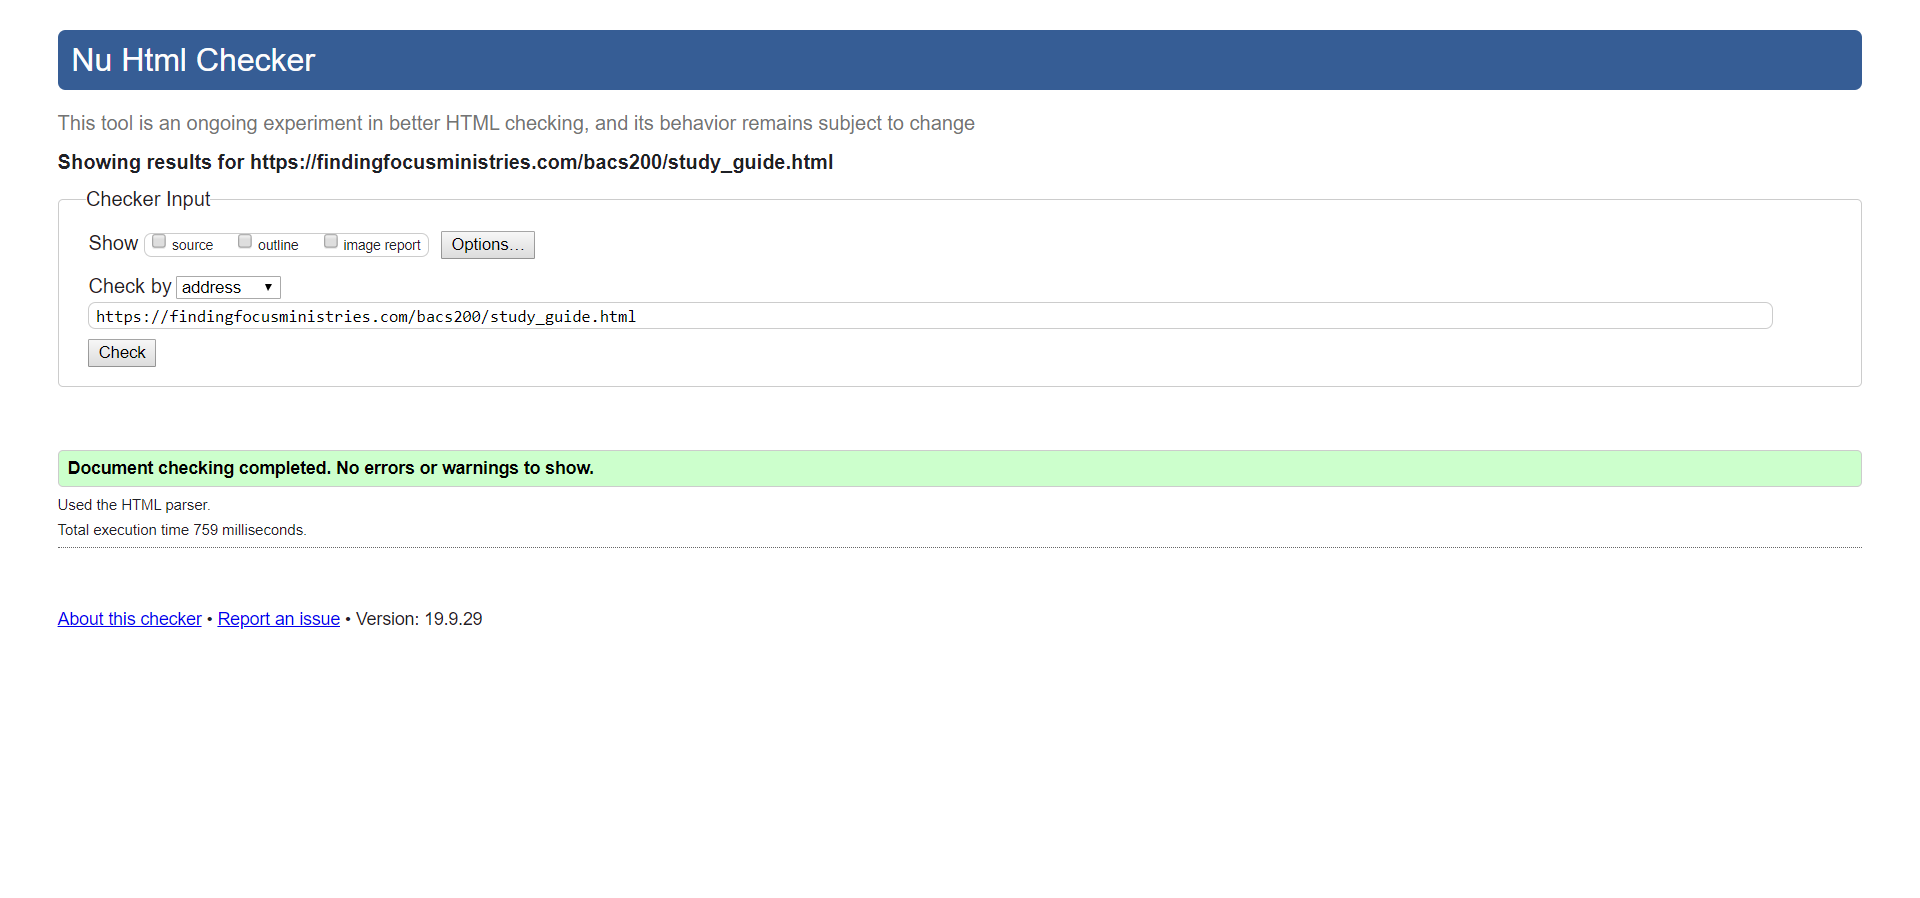 Nu Html Checker
This tool is an ongoing experiment in better HTML checking, and its behavior remains subject to change
Showing results for https://findingfocusministries.com/bacs200/study_guide.html
Checker Input
Show source outline image report Options...
Check by address
https://findingfocusministries.com/bacs200/study_guide.html
Check
Document checking completed. No errors or warnings to show.
Used the HTML parser.
Total execution time 759 milliseconds.
About this checker • Report an issue • Version: 19.9.29